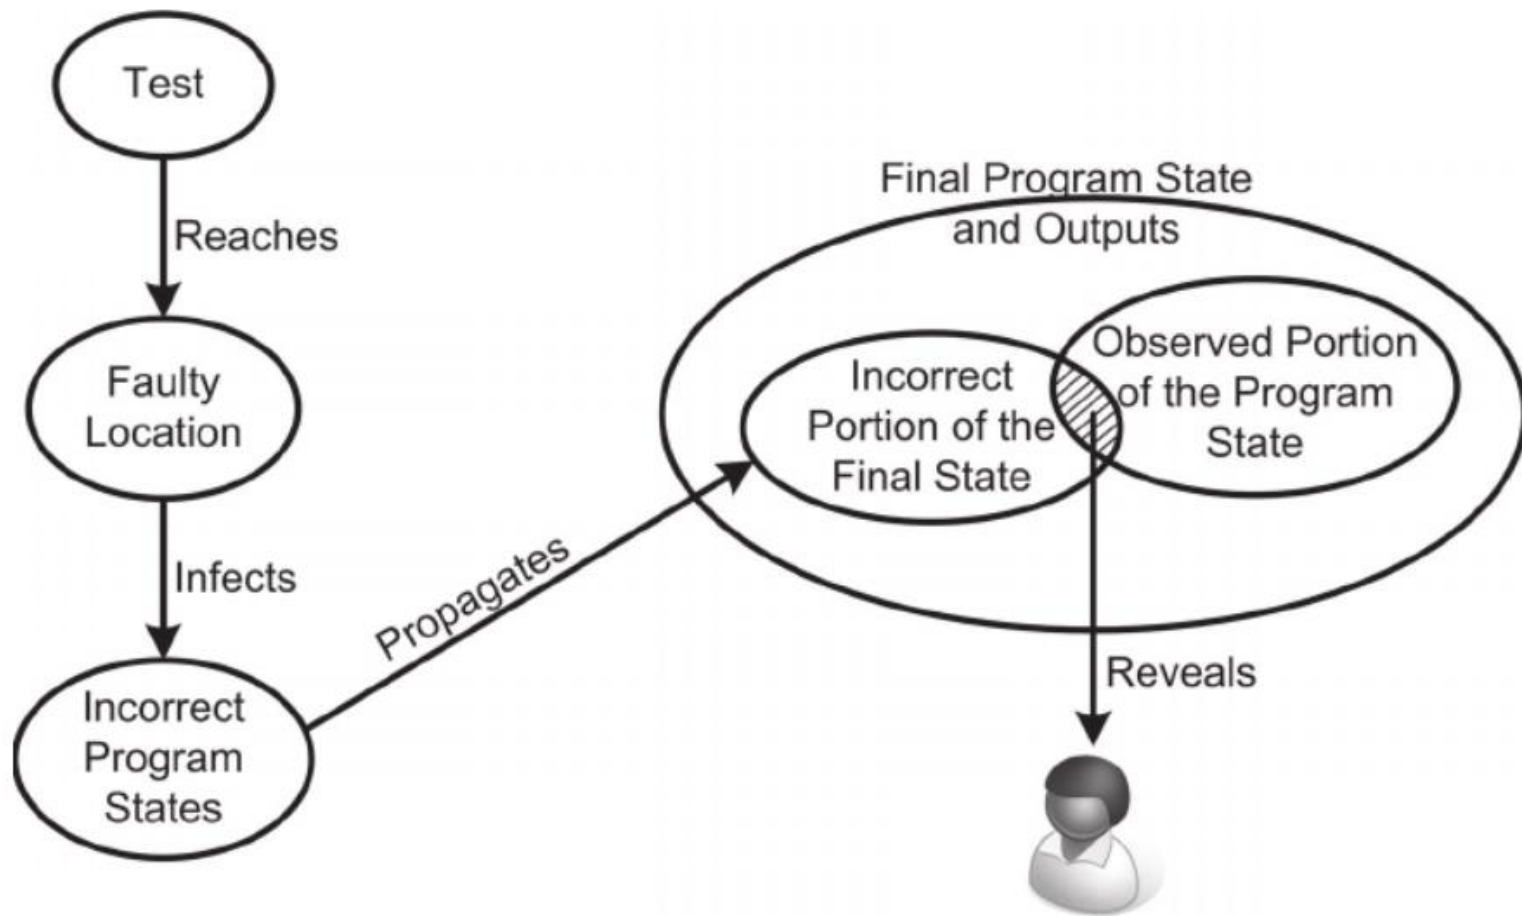 Test
Reaches
Faulty
Location
Infects
Incorrect
Program
States
Propagates
Final Program State
and Outputs
Incorrect
Portion of the
Final State
Observed Portion
of the Program
State
Reveals